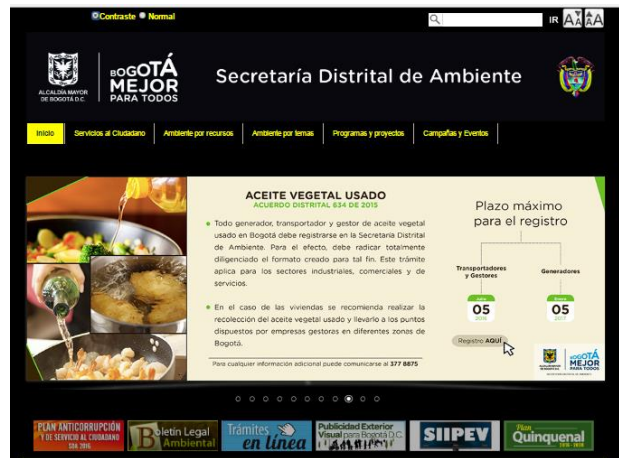 Contraste Normal
IR A A A A
ALCALDÍA MAYOR
DE BOGOTÁ D.C.
BOGOTÁ
MEJOR
PARA TODOS
Secretaría Distrital de Ambiente
Inicio Servicios al Ciudadano Ambiente por recursos Ambiente por temas Programas y proyectos Campañas y Eventos
ACEITE VEGETAL USADO
ACUERDO DISTRITAL 634 DE 2015
Todo generador, transportador y gestor de aceite vegetal
usado en Bogotá debe registrarse en la Secretaría Distrital
de Ambiente. Para el efecto, debe radicar totalmente
diligenciado el formato creado para tal fin. Este trámite
aplica para los sectores industriales, comerciales y de
servicios.
En el caso de las viviendas se recomienda realizar la
recolección del aceite vegetal usado y llevarlo a los puntos
dispuestos por empresas gestoras en diferentes zonas de
Bogotá.
Para cualquier información adicional puede comunicarse al 377 8875
Plazo máximo
para el registro
Transportadores
y Gestores
Julio
05
2016
Generadores
Enero
05
2017
Registro AQUÍ
BOGOTÁ
MEJOR
PARA TODOS
PLAN ANTICORRUPCIÓN
Y DE SERVICIO AL CIUDADANO
SDA 2016
Boletín Legal
Ambiental
Trámites
en línea
Publicidad Exterior
Visual para Bogotá D.C.
SIIPEV
Plan
Quinquenal